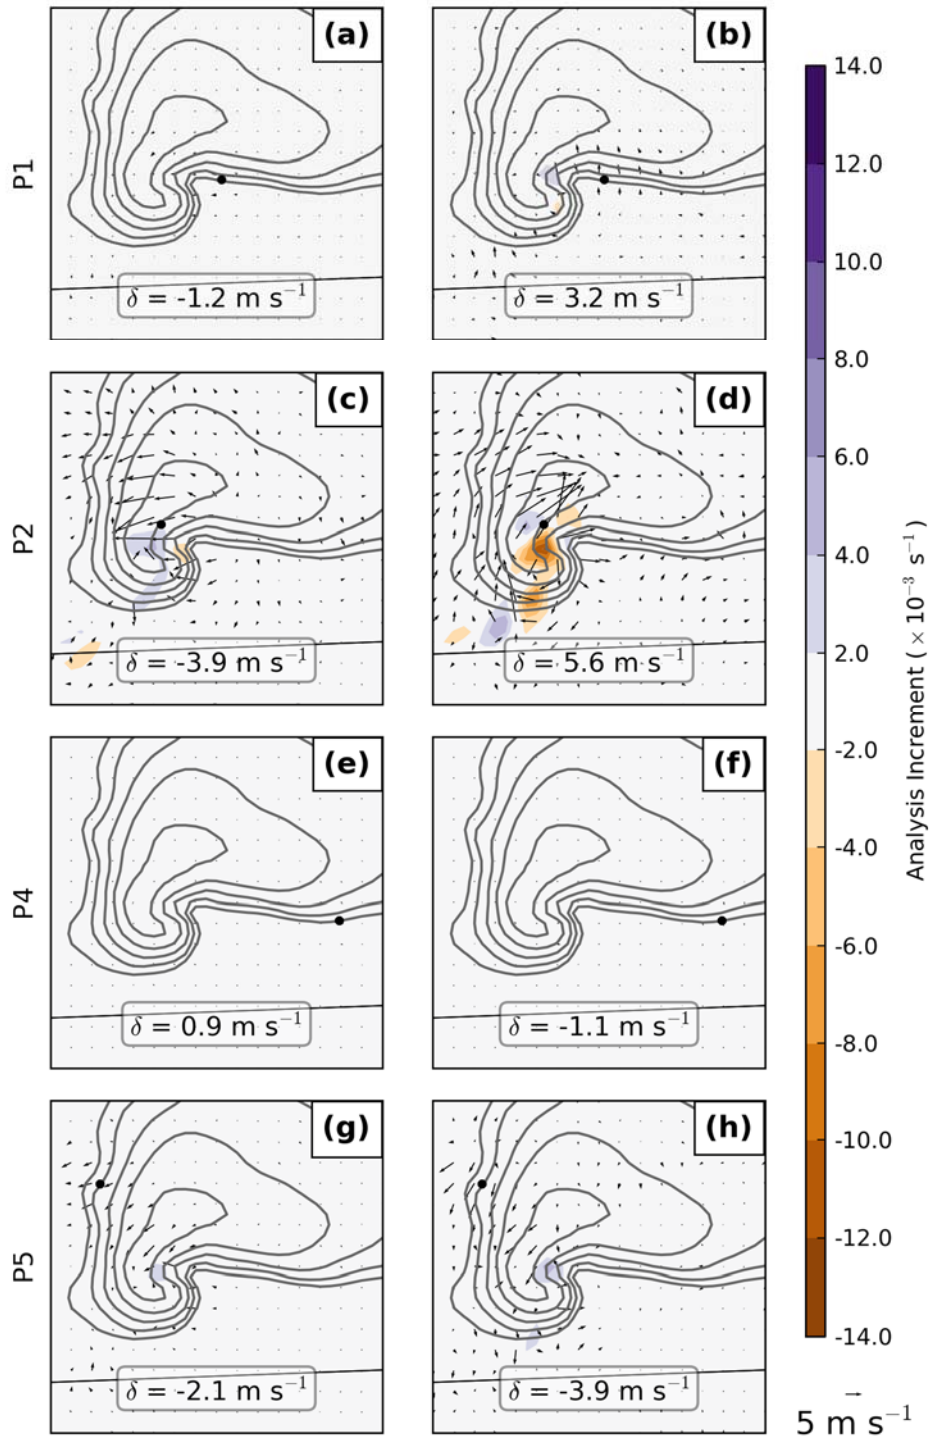 (a)
(b)
P1
δ = -1.2 m s⁻¹
δ = 3.2 m s⁻¹
(c)
(d)
P2
δ = -3.9 m s⁻¹
δ = 5.6 m s⁻¹
(e)
(f)
P4
δ = 0.9 m s⁻¹
δ = -1.1 m s⁻¹
(g)
(h)
P5
δ = -2.1 m s⁻¹
δ = -3.9 m s⁻¹
14.0
12.0
10.0
8.0
6.0
4.0
2.0
-2.0
-4.0
-6.0
-8.0
-10.0
-12.0
-14.0
Analysis Increment ( × 10⁻³ s⁻¹ )
5 m s⁻¹